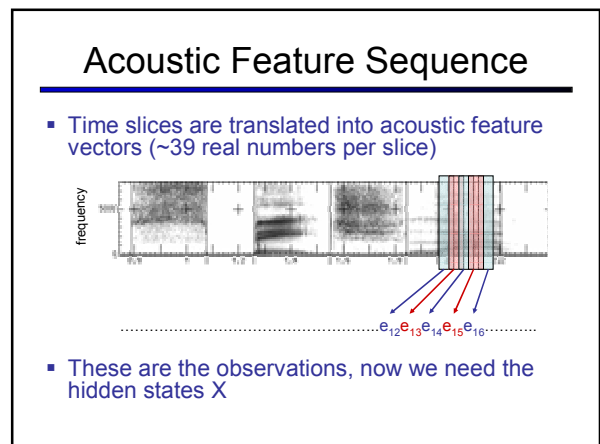 Acoustic Feature Sequence
▪ Time slices are translated into acoustic feature
vectors (~39 real numbers per slice)
frequency
e12e13e14e15e16
▪ These are the observations, now we need the
hidden states X